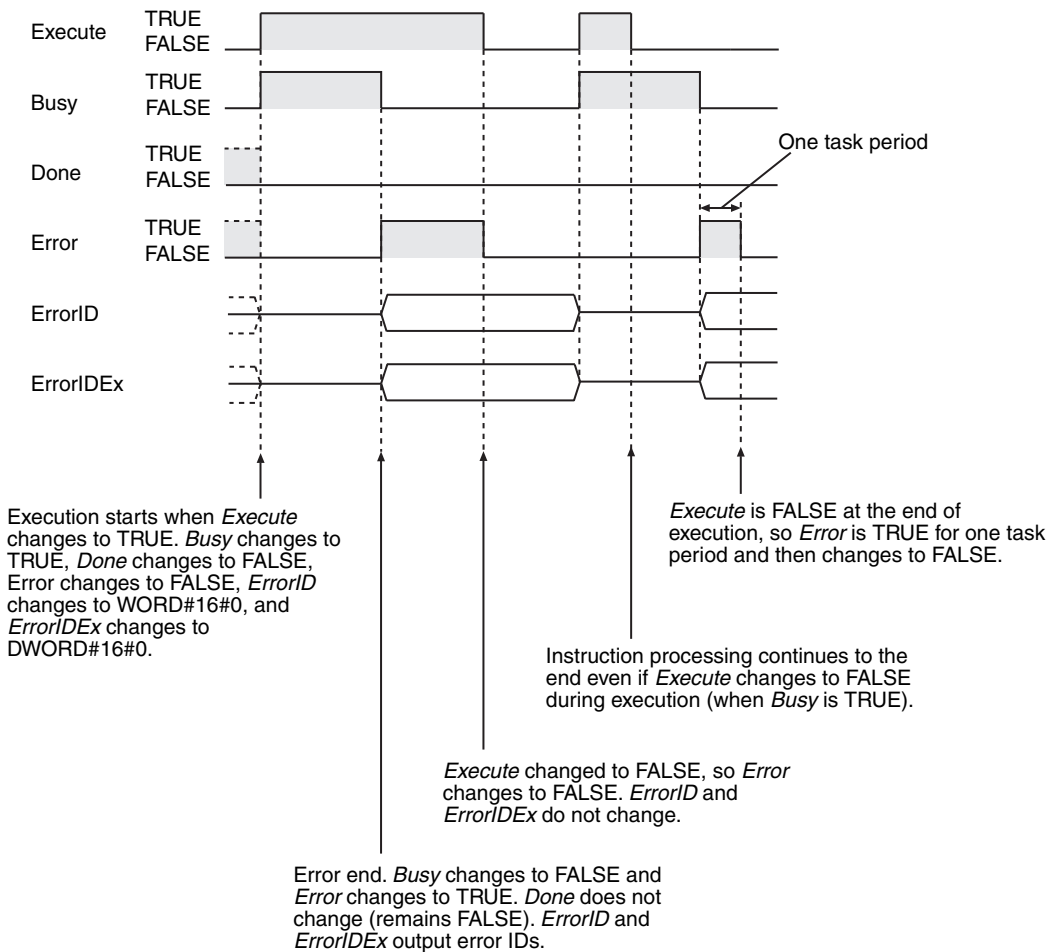 Execute
TRUE
FALSE
Busy
TRUE
FALSE
Done
TRUE
FALSE
One task period
Error
TRUE
FALSE
ErrorID
ErrorIDEx
Execution starts when Execute
changes to TRUE. Busy changes to
TRUE, Done changes to FALSE,
Error changes to FALSE, ErrorID
changes to WORD#16#0, and
ErrorIDEx changes to
DWORD#16#0.
Execute is FALSE at the end of
execution, so Error is TRUE for one task
period and then changes to FALSE.
Instruction processing continues to the
end even if Execute changes to FALSE
during execution (when Busy is TRUE).
Execute changed to FALSE, so Error
changes to FALSE. ErrorID and
ErrorIDEx do not change.
Error end. Busy changes to FALSE and
Error changes to TRUE. Done does not
change (remains FALSE). ErrorID and
ErrorIDEx output error IDs.